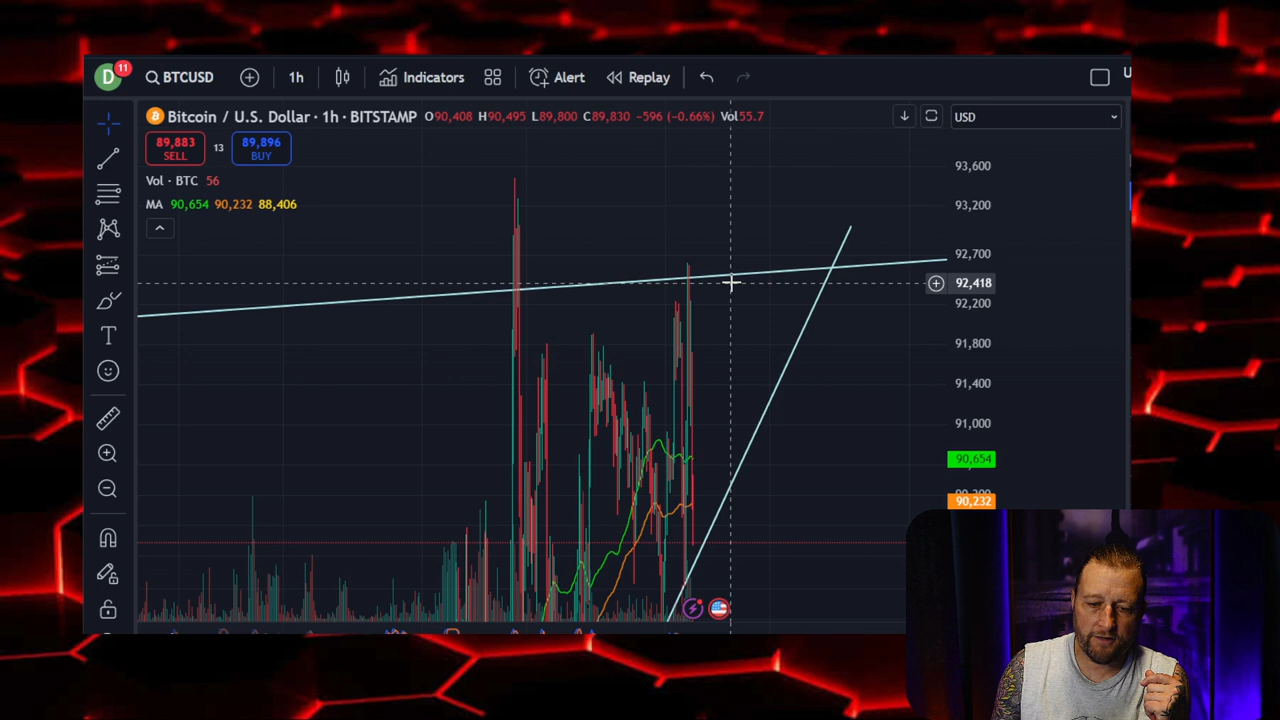 D 11 BTCUSD 1h Indicators Alert Replay U
Bitcoin / U.S. Dollar · 1h · BITSTAMP O90,408 H90,495 L89,800 C89,830 −596 (−0.66%) Vol55.7 USD
89,883 13 89,896
SELL BUY
93,600
Vol · BTC 56
MA 90,654 90,232 88,406
93,200
92,700
92,418
92,200
91,800
91,400
T
91,000
90,654
90,232